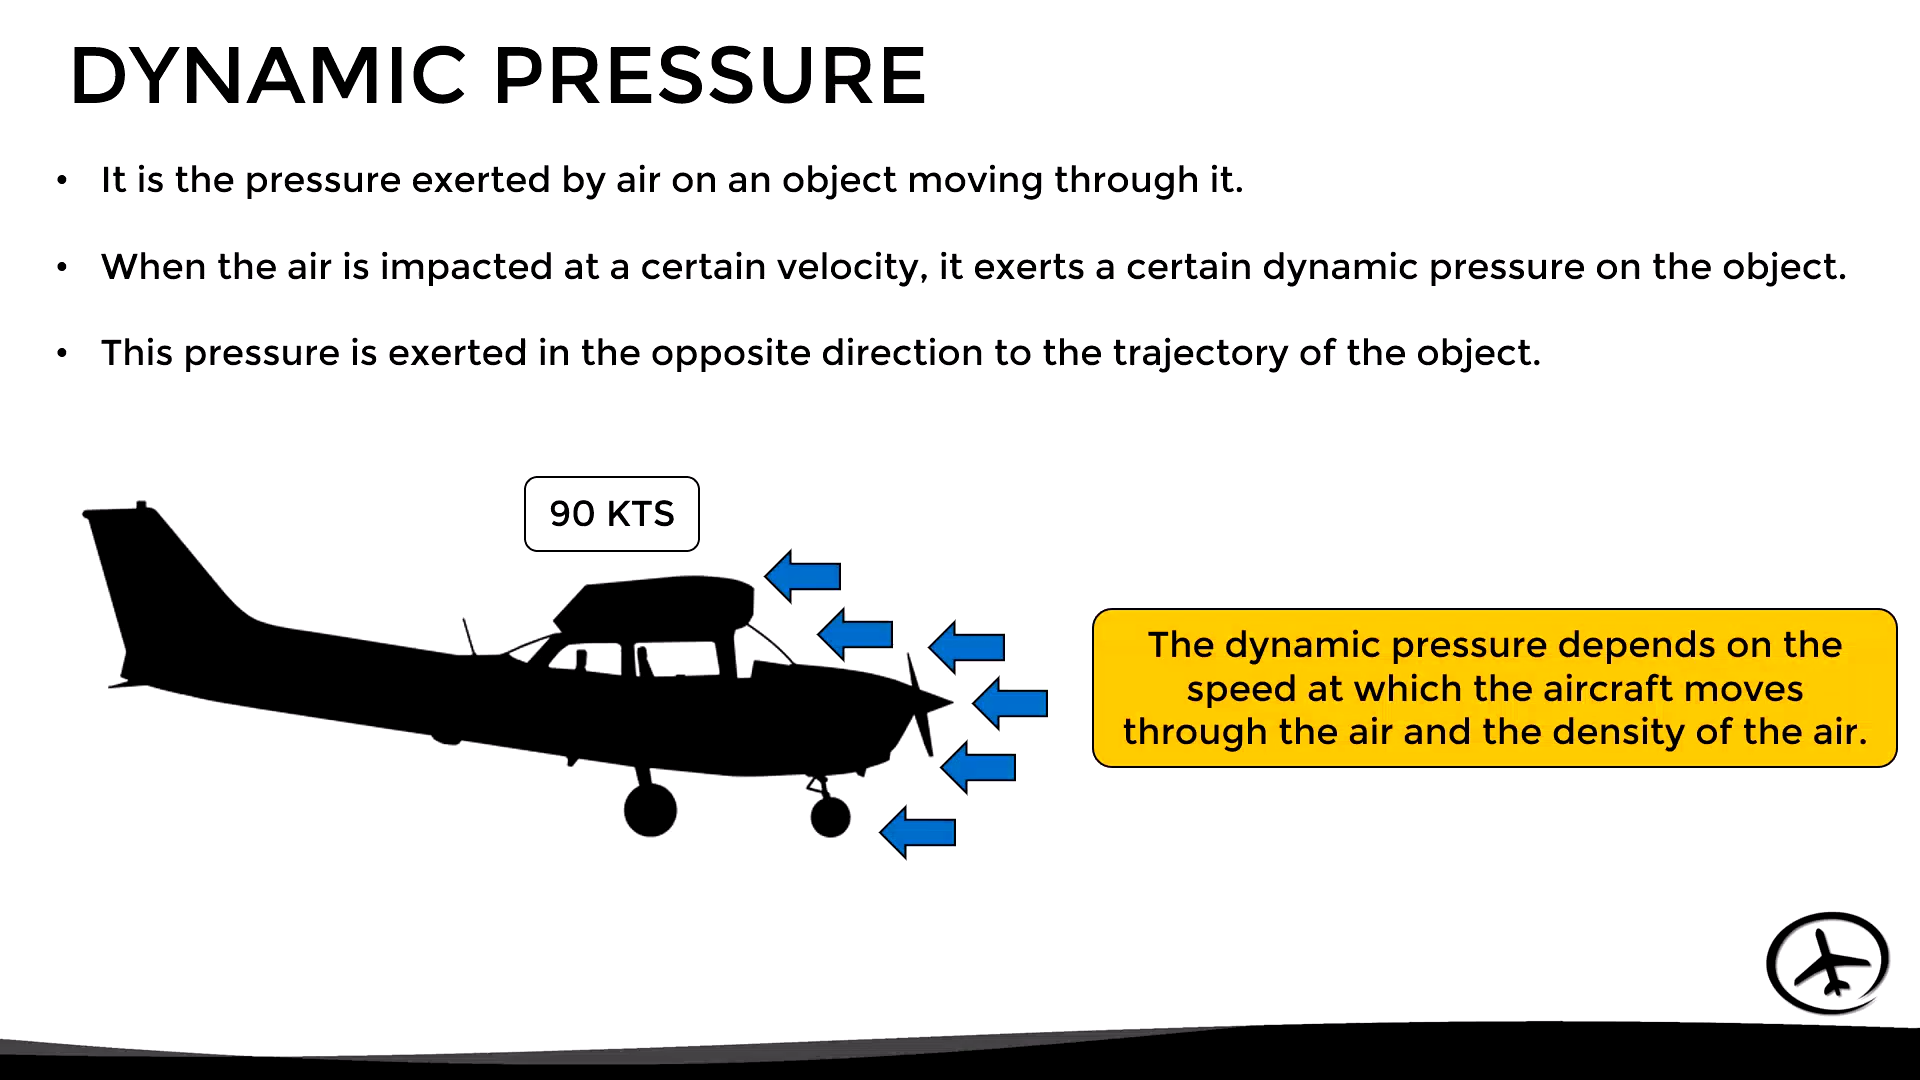 DYNAMIC PRESSURE
• It is the pressure exerted by air on an object moving through it.
• When the air is impacted at a certain velocity, it exerts a certain dynamic pressure on the object.
• This pressure is exerted in the opposite direction to the trajectory of the object.
90 KTS
The dynamic pressure depends on the
speed at which the aircraft moves
through the air and the density of the air.